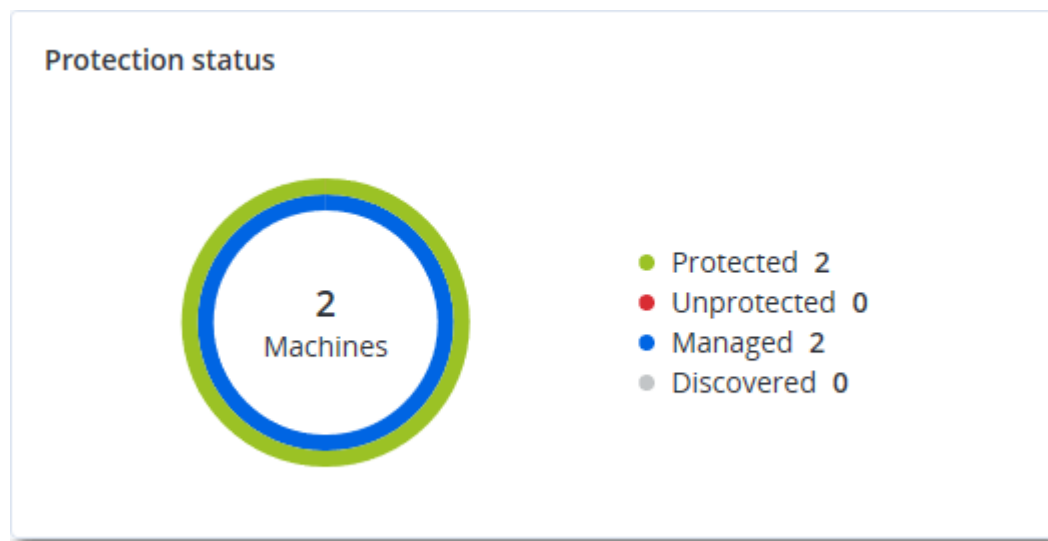 Protection status
2
Machines
Protected 2
Unprotected 0
Managed 2
Discovered 0